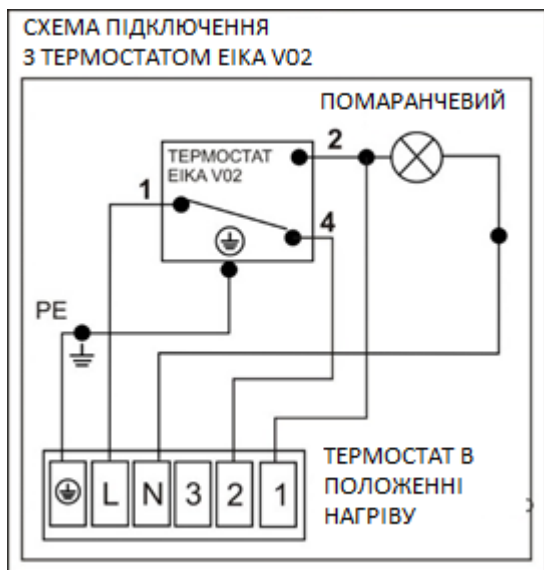 СХЕМА ПІДКЛЮЧЕННЯ
З ТЕРМОСТАТОМ EIKA V02
ПОМАРАНЧЕВИЙ
ТЕРМОСТАТ
EIKA V02
2
1
4
PE
L N 3 2 1
ТЕРМОСТАТ В
ПОЛОЖЕННІ
НАГРІВУ